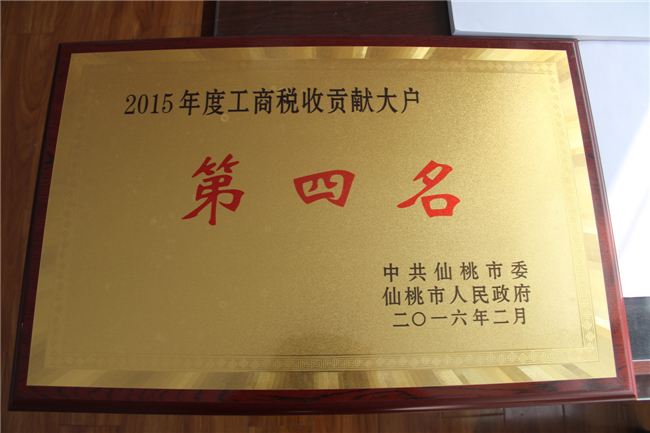 2015年度工商税收贡献大户
第四名
中共仙桃市委
仙桃市人民政府
二〇一六年二月